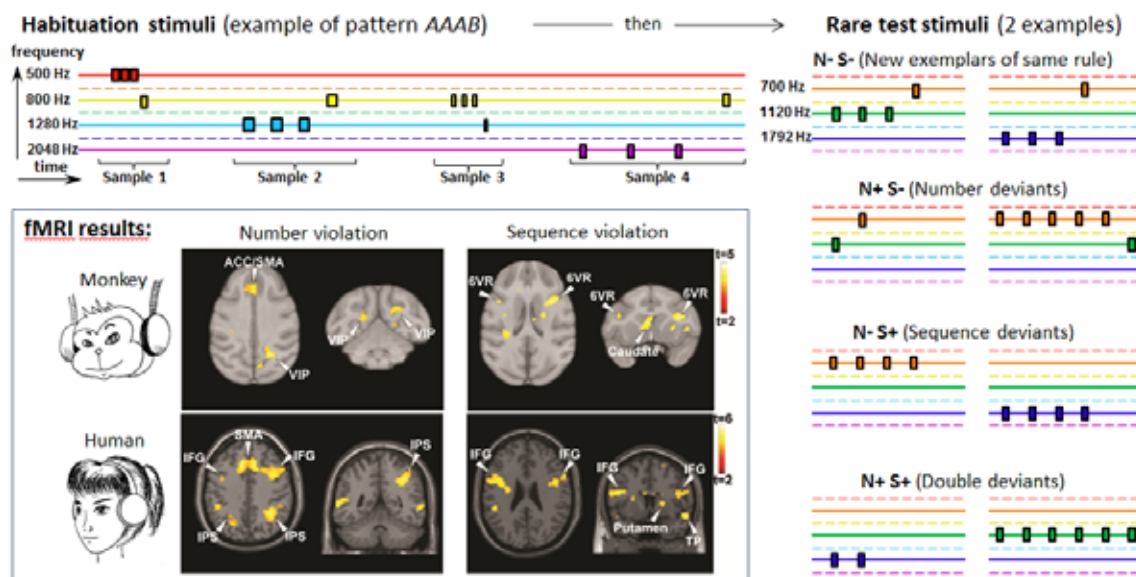 Habituation stimuli (example of pattern AAAB)
then
Rare test stimuli (2 examples)
frequency
500 Hz
800 Hz
1280 Hz
2048 Hz
time
Sample 1
Sample 2
Sample 3
Sample 4
N- S- (New exemplars of same rule)
700 Hz
1120 Hz
1792 Hz
N+ S- (Number deviants)
N- S+ (Sequence deviants)
N+ S+ (Double deviants)
fMRI results:
Number violation
Sequence violation
Monkey
ACC/SMA
VIP
VIP
VIP
6VR
6VR
6VR
6VR
Caudate
t=5
t=2
Human
IFG
SMA
IFG
IPS
IPS
IPS
IFG
IFG
IFG
IFG
Putamen
TP
t=6
t=2